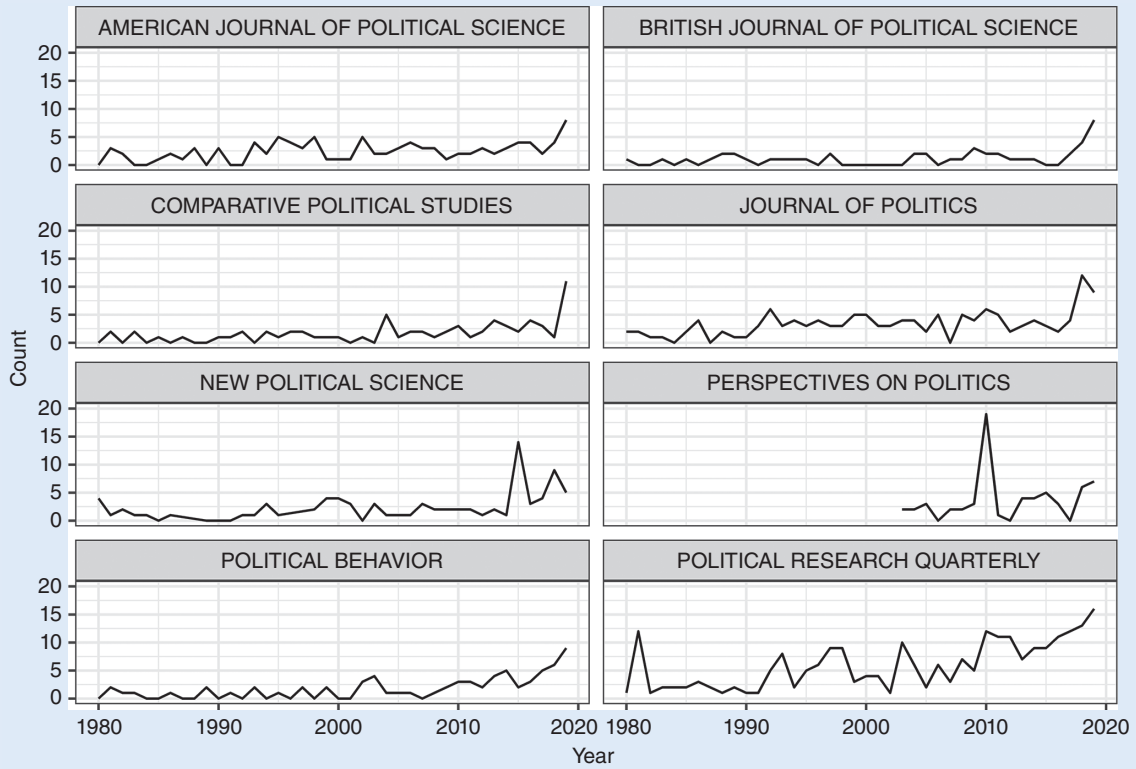 AMERICAN JOURNAL OF POLITICAL SCIENCE
BRITISH JOURNAL OF POLITICAL SCIENCE
20
15
10
5
0
COMPARATIVE POLITICAL STUDIES
JOURNAL OF POLITICS
20
15
10
5
0
Count
NEW POLITICAL SCIENCE
PERSPECTIVES ON POLITICS
20
15
10
5
0
POLITICAL BEHAVIOR
POLITICAL RESEARCH QUARTERLY
20
15
10
5
0
1980 1990 2000 2010 2020 1980 1990 2000 2010 2020
Year